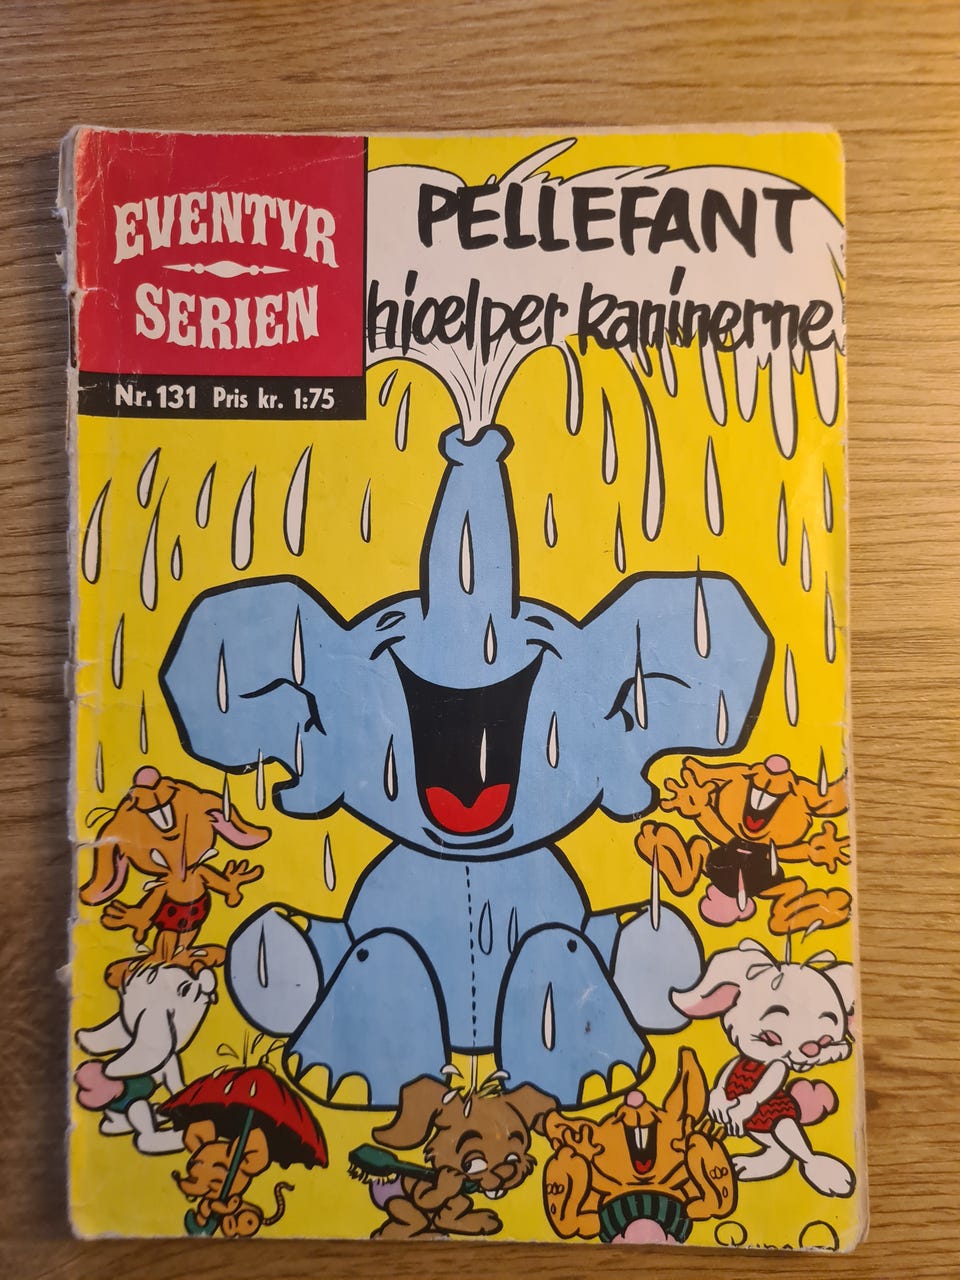 EVENTYR
SERIEN
Nr. 131 Pris kr. 1:75
PELLEFANT
hjælper kaninerne